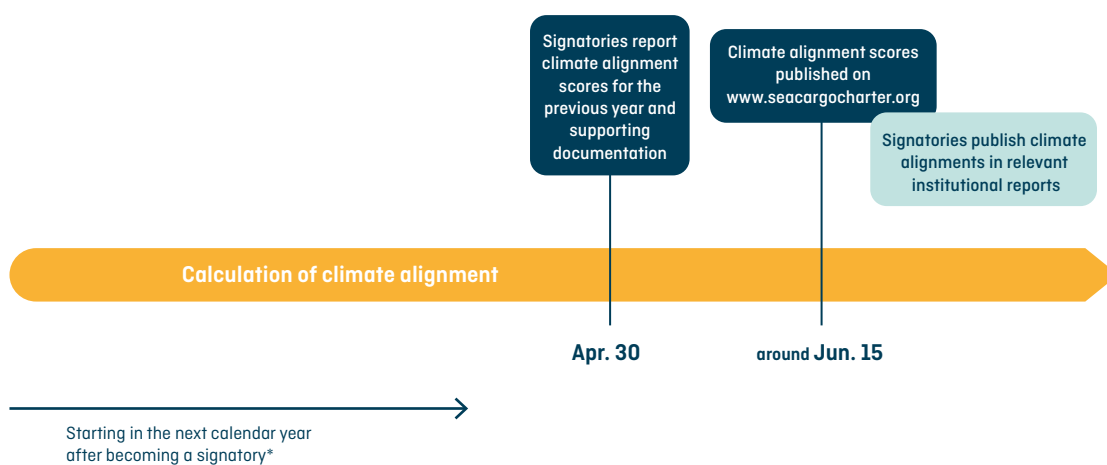 Signatories report
climate alignment
scores for the
previous year and
supporting
documentation
Climate alignment scores
published on
www.seacargocharter.org
Signatories publish climate
alignments in relevant
institutional reports
Calculation of climate alignment
Apr. 30
around Jun. 15
Starting in the next calendar year
after becoming a signatory*